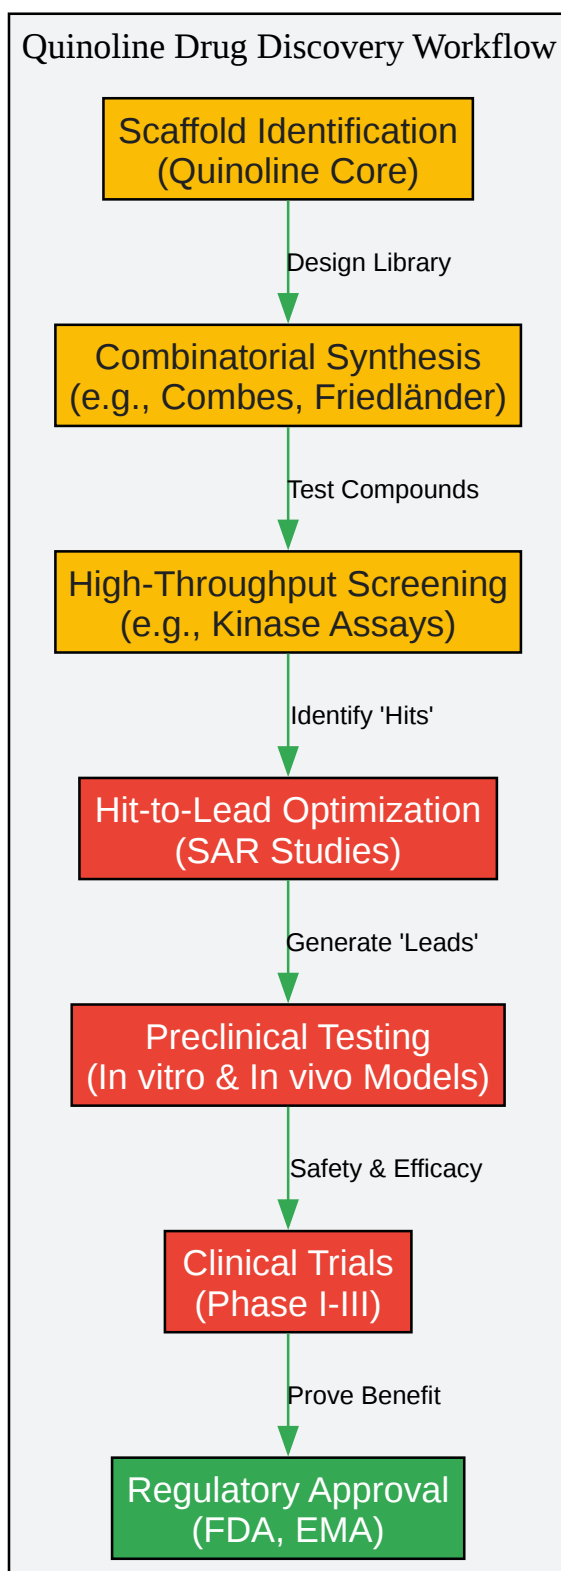 Quinoline Drug Discovery Workflow
Scaffold Identification
(Quinoline Core)
Design Library
Combinatorial Synthesis
(e.g., Combes, Friedländer)
Test Compounds
High-Throughput Screening
(e.g., Kinase Assays)
Identify 'Hits'
Hit-to-Lead Optimization
(SAR Studies)
Generate 'Leads'
Preclinical Testing
(In vitro & In vivo Models)
Safety & Efficacy
Clinical Trials
(Phase I-III)
Prove Benefit
Regulatory Approval
(FDA, EMA)